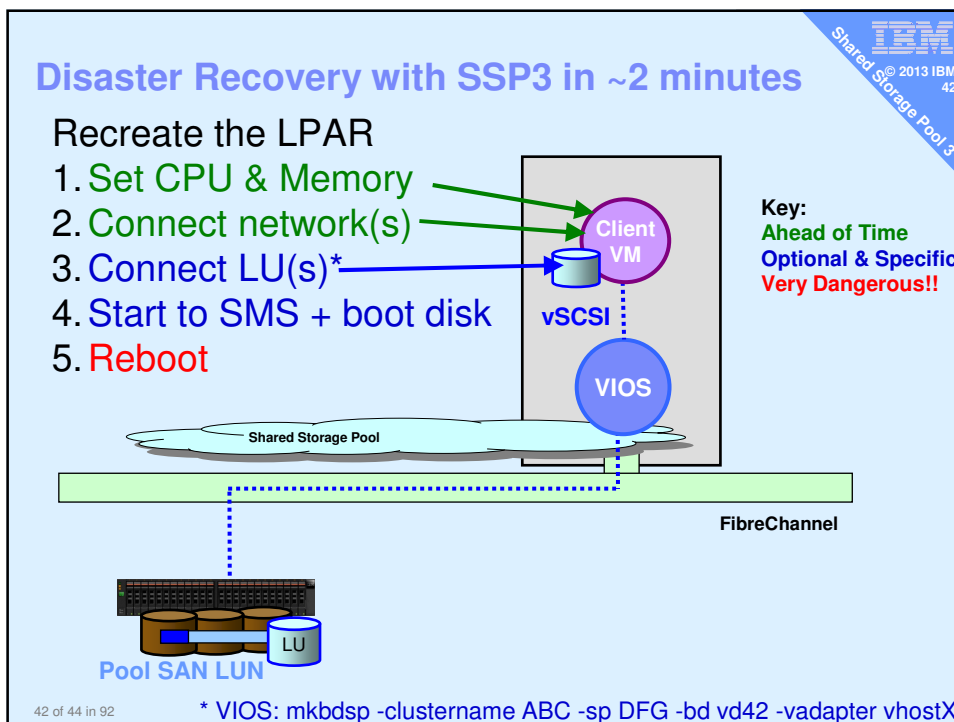 Disaster Recovery with SSP3 in ~2 minutes
IBM
© 2013 IBM
42
Shared Storage Pool 3
Recreate the LPAR
1. Set CPU & Memory
2. Connect network(s)
3. Connect LU(s)*
4. Start to SMS + boot disk
5. Reboot
Client
VM
vSCSI
VIOS
Key:
Ahead of Time
Optional & Specific
Very Dangerous!!
Shared Storage Pool
FibreChannel
LU
Pool SAN LUN
42 of 44 in 92
* VIOS: mkbdsp -clustername ABC -sp DFG -bd vd42 -vadapter vhostX